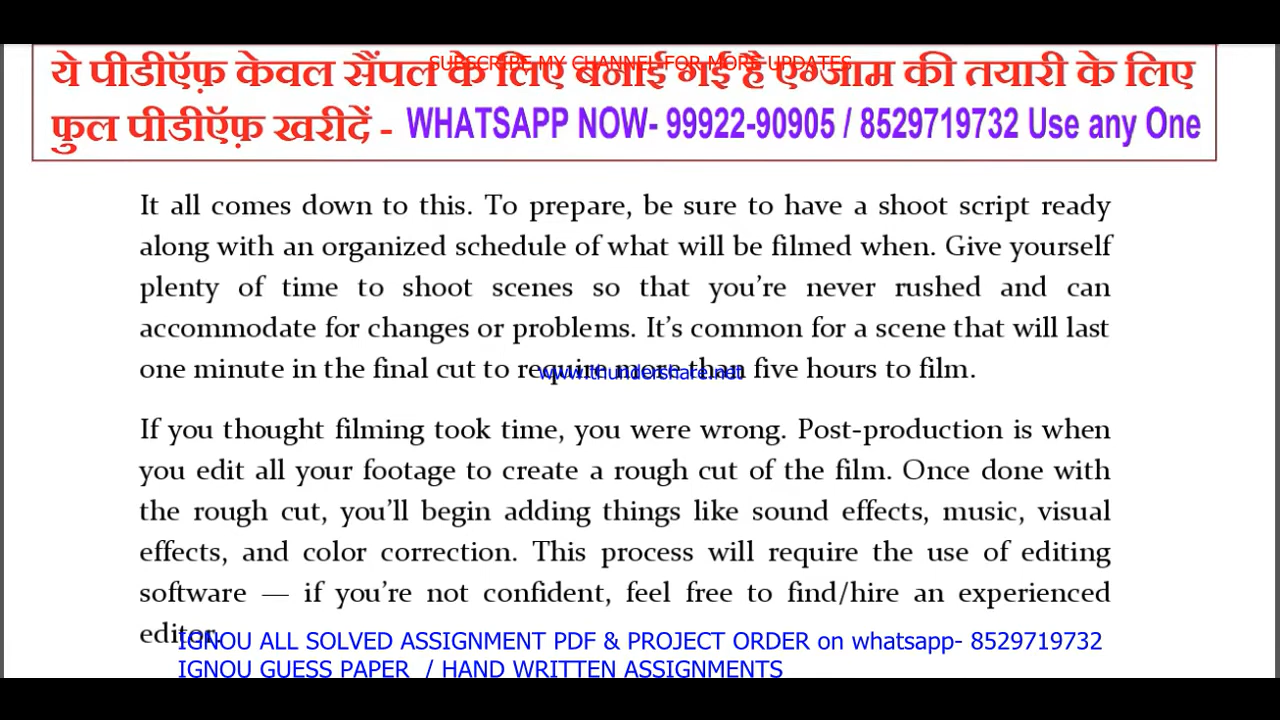 SUBSCRIBE MY CHANNEL FOR MORE UPDATES
ये पीडीऍफ़ केवल सैंपल के लिए बनाई गई है एग्जाम की तयारी के लिए
फुल पीडीऍफ़ खरीदें - WHATSAPP NOW- 99922-90905 / 8529719732 Use any One
It all comes down to this. To prepare, be sure to have a shoot script ready
along with an organized schedule of what will be filmed when. Give yourself
plenty of time to shoot scenes so that you’re never rushed and can
accommodate for changes or problems. It’s common for a scene that will last
one minute in the final cut to require more than five hours to film.
www.thundershare.net
If you thought filming took time, you were wrong. Post-production is when
you edit all your footage to create a rough cut of the film. Once done with
the rough cut, you’ll begin adding things like sound effects, music, visual
effects, and color correction. This process will require the use of editing
software — if you’re not confident, feel free to find/hire an experienced
editor.
IGNOU ALL SOLVED ASSIGNMENT PDF & PROJECT ORDER on whatsapp- 8529719732
IGNOU GUESS PAPER / HAND WRITTEN ASSIGNMENTS